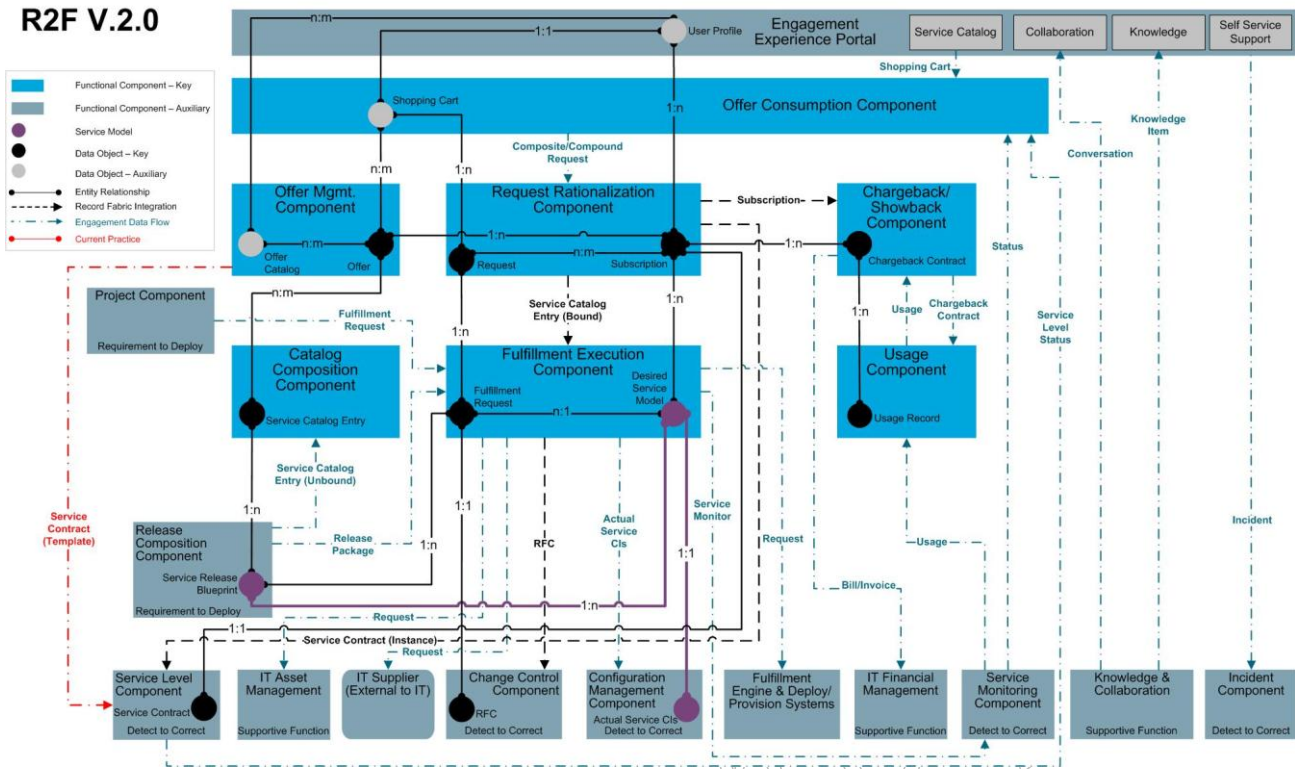 R2F V.2.0
n:m
1:1
User Profile
Engagement
Experience Portal
Service Catalog
Collaboration
Knowledge
Self Service
Support
Functional Component – Key
Functional Component – Auxiliary
Service Model
Data Object – Key
Data Object – Auxiliary
Entity Relationship
Record Fabric Integration
Engagement Data Flow
Current Practice
Shopping Cart
Shopping Cart
1:n
Offer Consumption Component
n:m
1:n
Composite/Compound
Request
Knowledge
Item
Conversation
Offer Mgmt.
Component
Request Rationalization
Component
Subscription
Chargeback/
Showback
Component
n:m
Offer
Catalog
Offer
1:n
n:m
Request
Subscription
1:n
Chargeback Contract
Status
n:m
Project Component
Requirement to Deploy
Fulfillment
Request
Service Catalog
Entry (Bound)
1:n
1:n
1:n
Usage
Chargeback
Contract
Service
Level
Status
Catalog
Composition
Component
Service Catalog Entry
Fulfillment Execution
Component
Fulfillment
Request
Desired
Service
Model
n:1
Usage
Component
Usage Record
Service Catalog
Entry (Unbound)
1:n
1:1
Service
Contract
(Template)
Release
Composition
Component
Service Release
Blueprint
Requirement to Deploy
Release
Package
1:n
RFC
Actual
Service
CIs
Service
Monitor
1:1
Request
Usage
Incident
Bill/Invoice
1:n
1:1
Request
Service Contract (Instance)
Request
Service Level
Component
Service Contract
Detect to Correct
IT Asset
Management
Supportive Function
IT Supplier
(External to IT)
Change Control
Component
RFC
Detect to Correct
Configuration
Management
Component
Actual Service CIs
Detect to Correct
Fulfillment
Engine & Deploy/
Provision Systems
IT Financial
Management
Supportive Function
Service
Monitoring
Component
Detect to Correct
Knowledge &
Collaboration
Supportive Function
Incident
Component
Detect to Correct